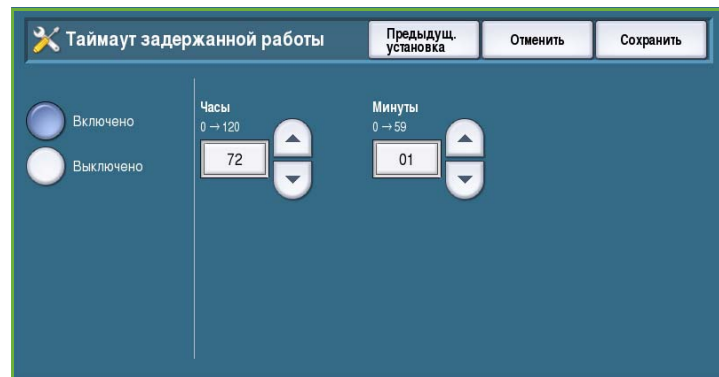 Таймаут задержанной работы
Предыдущ.
установка
Отменить
Сохранить
Включено
Выключено
Часы
0 → 120
72
Минуты
0 → 59
01